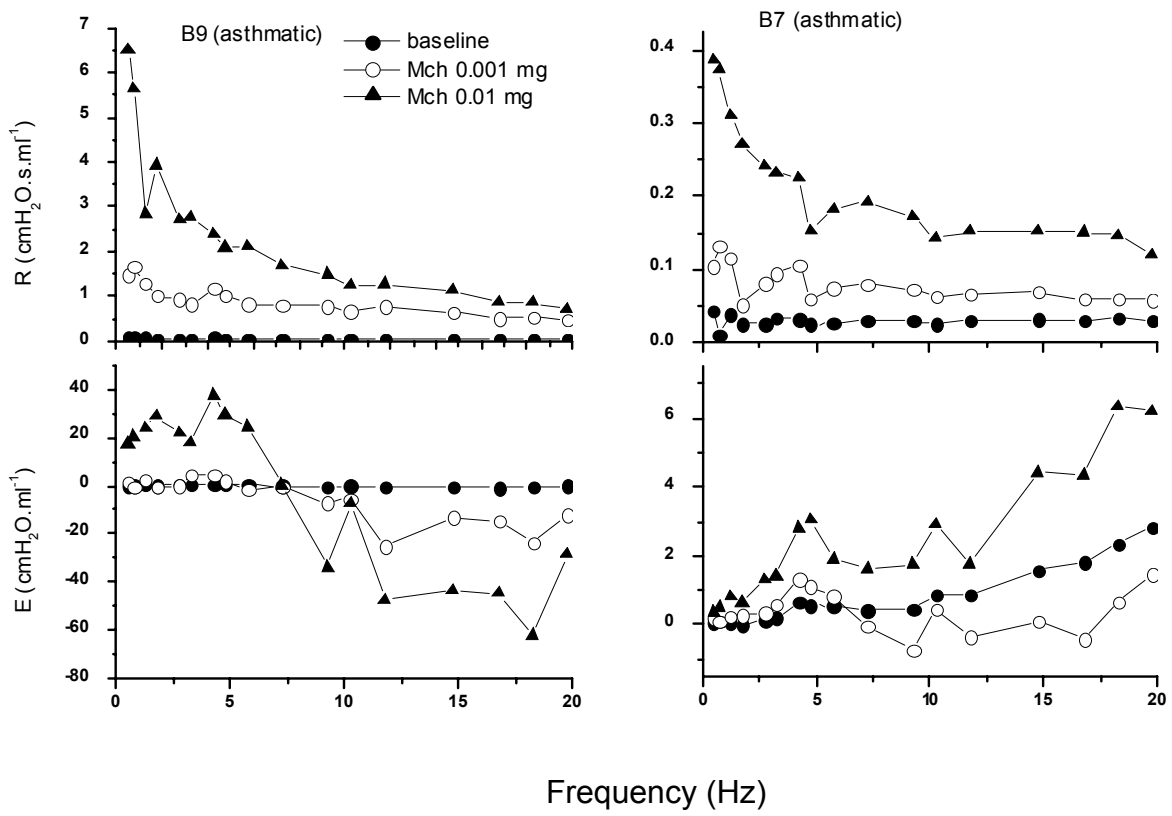 B9 (asthmatic)
baseline
Mch 0.001 mg
Mch 0.01 mg
R (cmH₂O.s.ml⁻¹)
7
6
5
4
3
2
1
0
B7 (asthmatic)
0.4
0.3
0.2
0.1
0.0
E (cmH₂O.ml⁻¹)
40
20
0
-20
-40
-60
-80
0 5 10 15 20
6
4
2
0
0 5 10 15 20
Frequency (Hz)